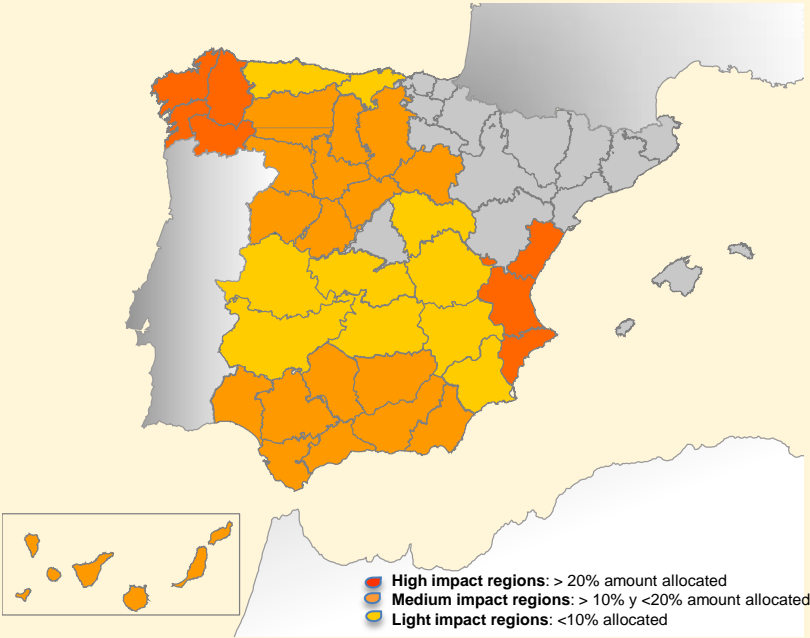 High impact regions: > 20% amount allocated
Medium impact regions: > 10% y <20% amount allocated
Light impact regions: <10% allocated